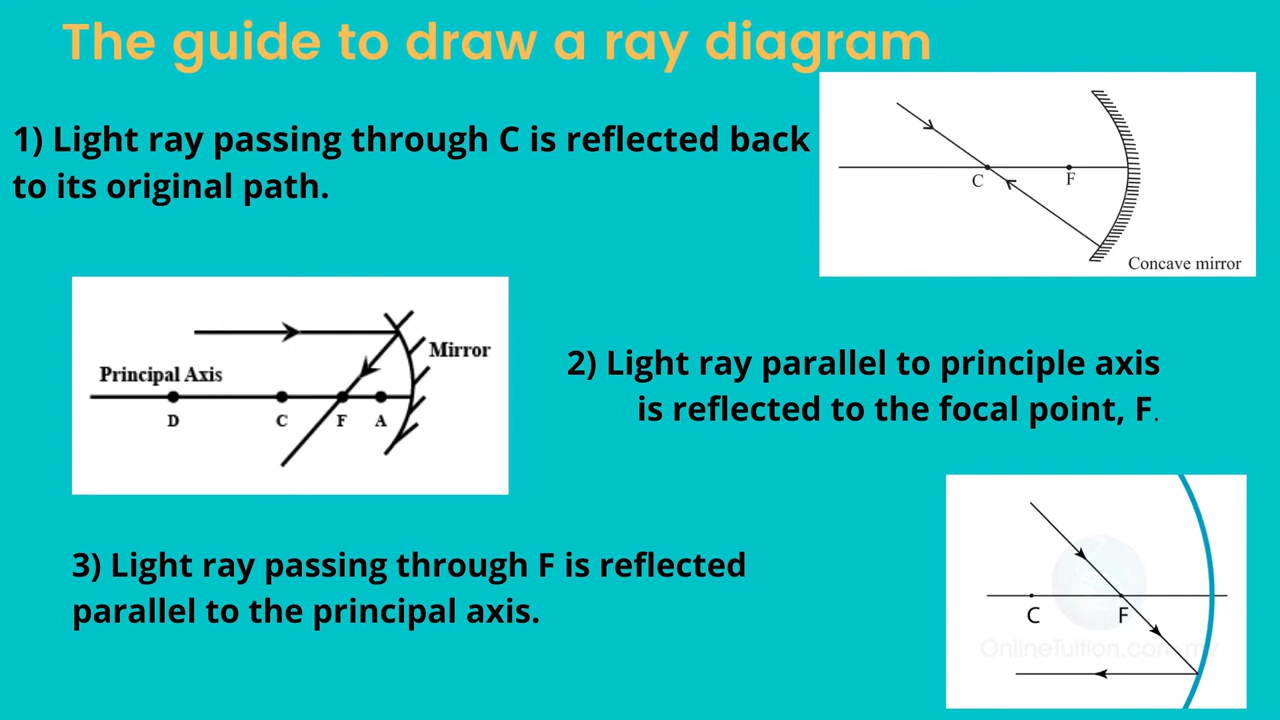 The guide to draw a ray diagram
1) Light ray passing through C is reflected back
to its original path.
C
F
Concave mirror
Mirror
Principal Axis
D
C
F
A
2) Light ray parallel to principle axis
is reflected to the focal point, F.
3) Light ray passing through F is reflected
parallel to the principal axis.
C
F
OnlineTuition.com.my